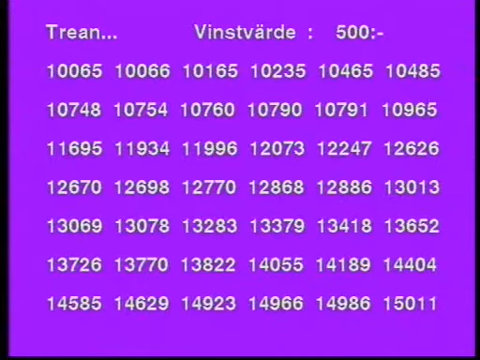 Trean... Vinstvärde : 500:-
10065 10066 10165 10235 10465 10485
10748 10754 10760 10790 10791 10965
11695 11934 11996 12073 12247 12626
12670 12698 12770 12868 12886 13013
13069 13078 13283 13379 13418 13652
13726 13770 13822 14055 14189 14404
14585 14629 14923 14966 14986 15011